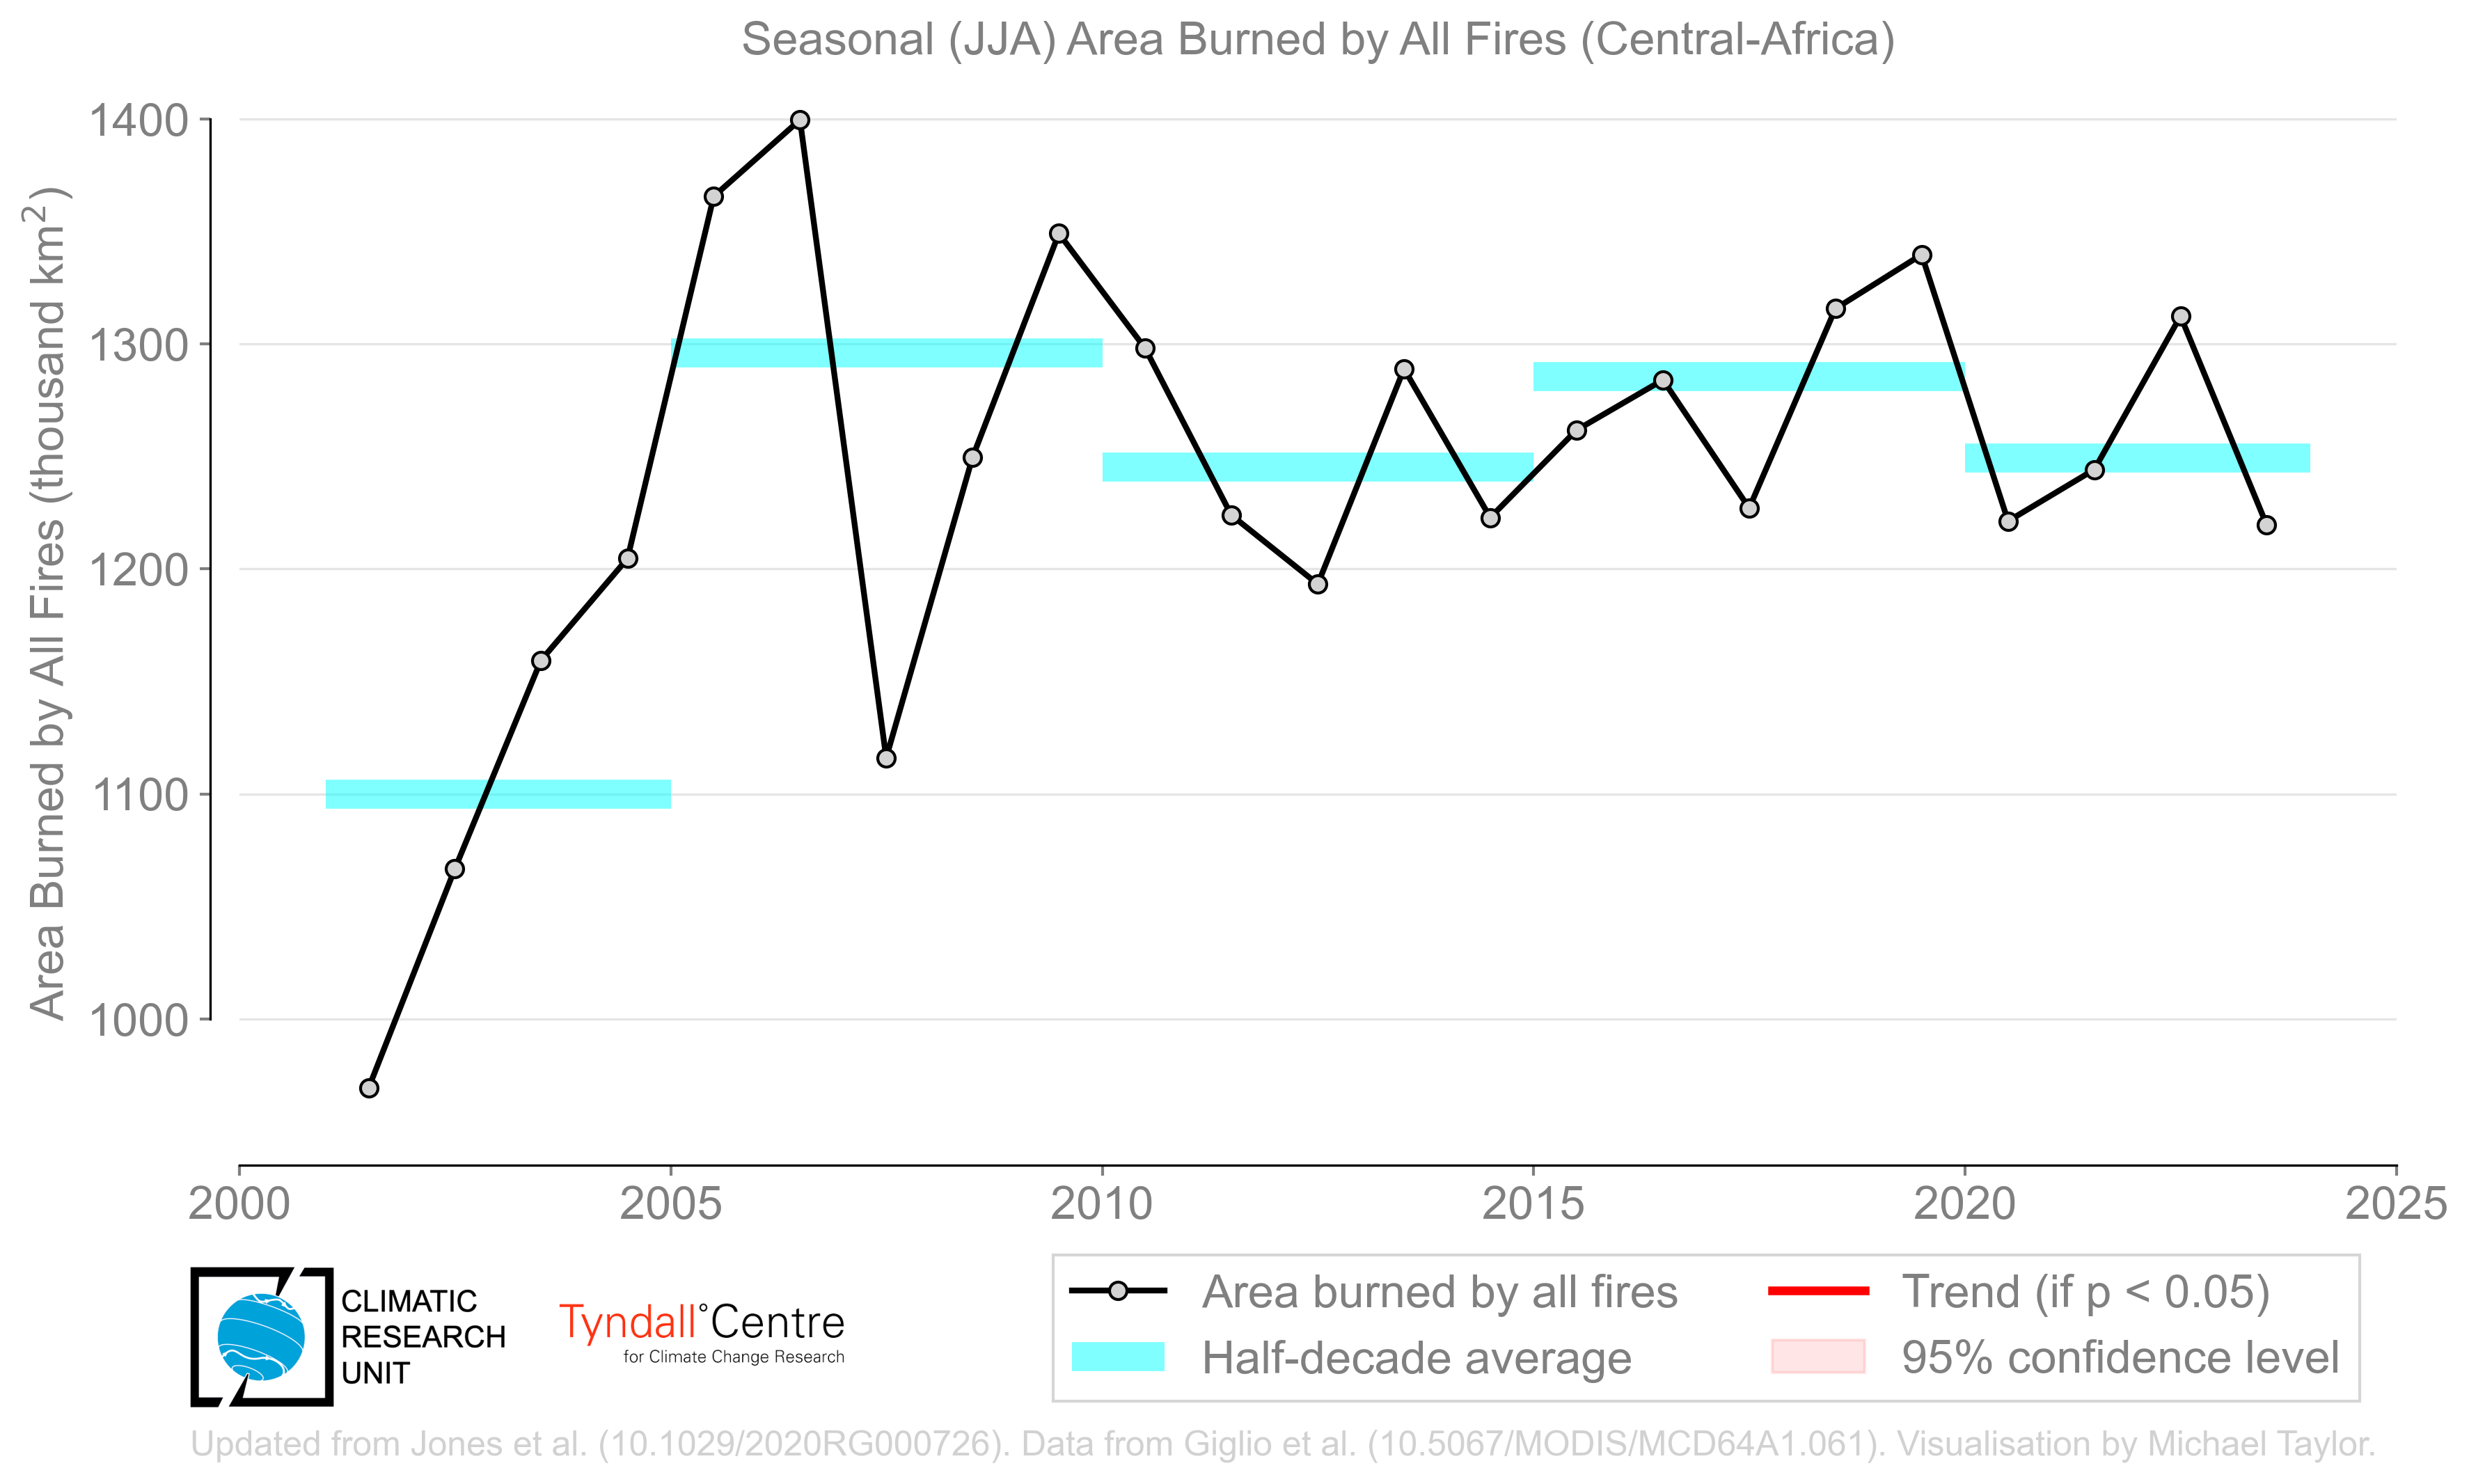 Seasonal (JJA) Area Burned by All Fires (Central-Africa)
Area Burned by All Fires (thousand km²)
1400
1300
1200
1100
1000
2000 2005 2010 2015 2020 2025
CLIMATIC
RESEARCH
UNIT
Tyndall°Centre
for Climate Change Research
Area burned by all fires
Half-decade average
Trend (if p < 0.05)
95% confidence level
Updated from Jones et al. (10.1029/2020RG000726). Data from Giglio et al. (10.5067/MODIS/MCD64A1.061). Visualisation by Michael Taylor.